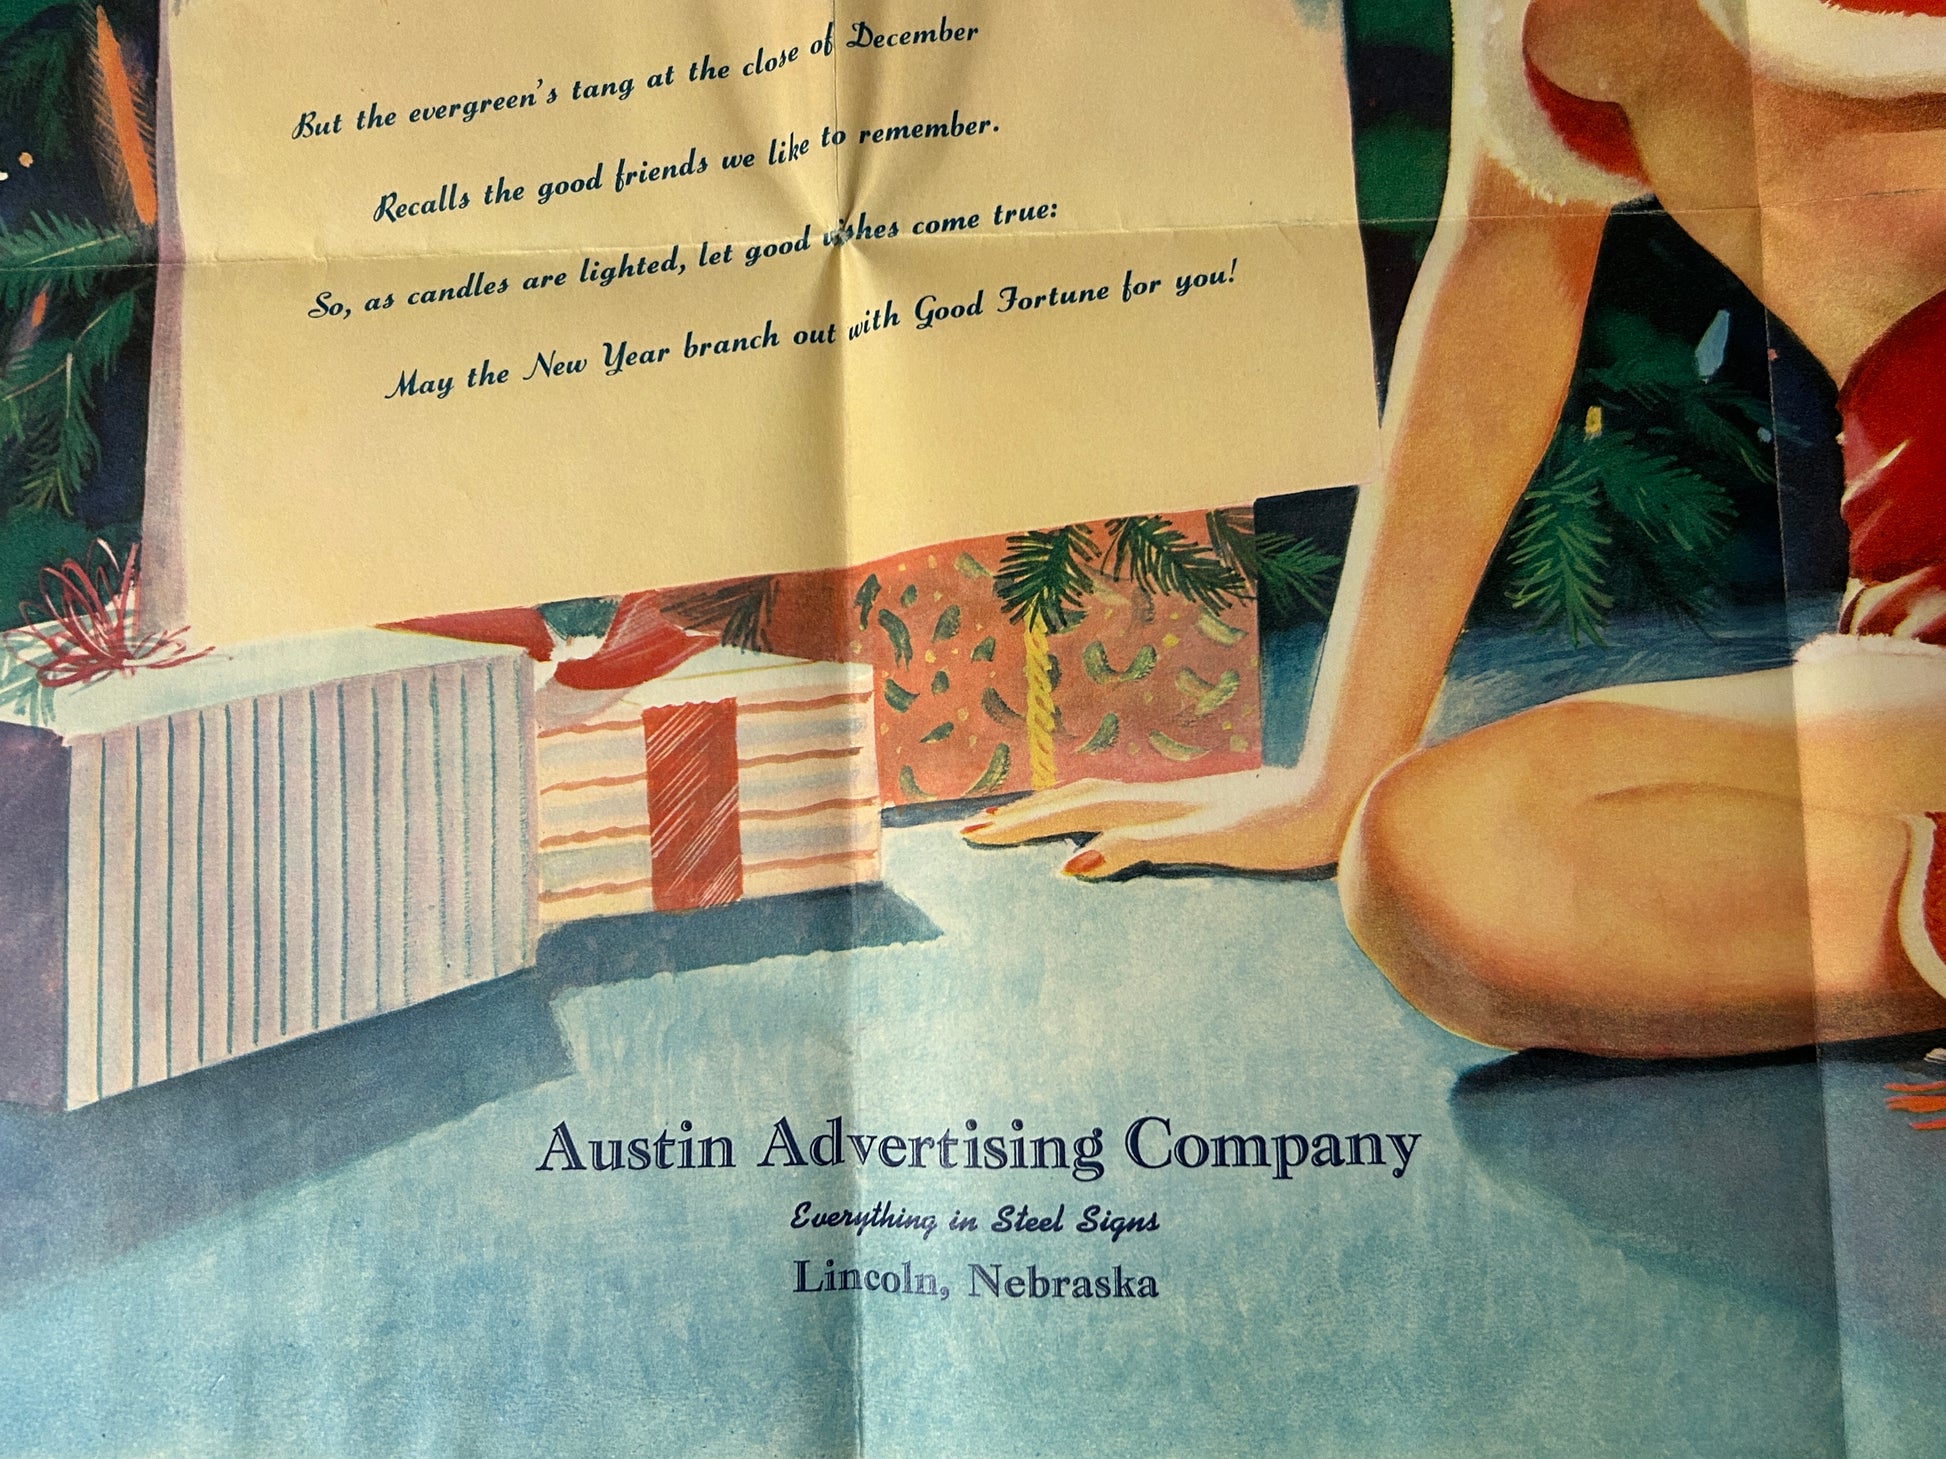 But the evergreen's tang at the close of December
Recalls the good friends we like to remember.
So, as candles are lighted, let good wishes come true:
May the New Year branch out with Good Fortune for you!
Austin Advertising Company
Everything in Steel Signs
Lincoln, Nebraska